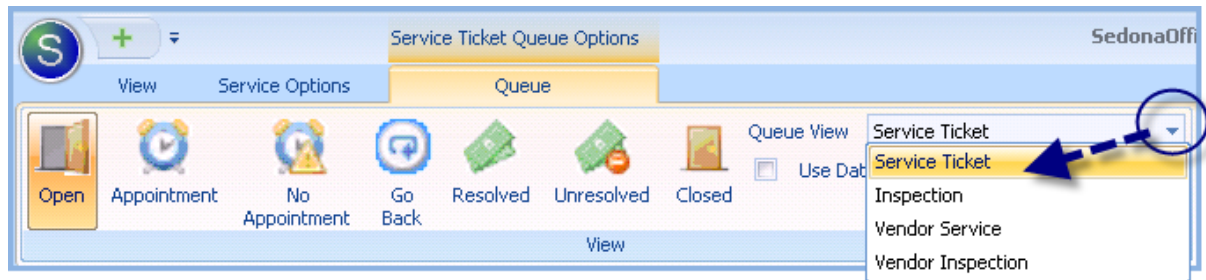 S
Service Ticket Queue Options
SedonaOffi
View Service Options Queue
Queue View Service Ticket
Use Dat
Service Ticket
Inspection
Vendor Service
Vendor Inspection
Open Appointment No Appointment Go Back Resolved Unresolved Closed
View